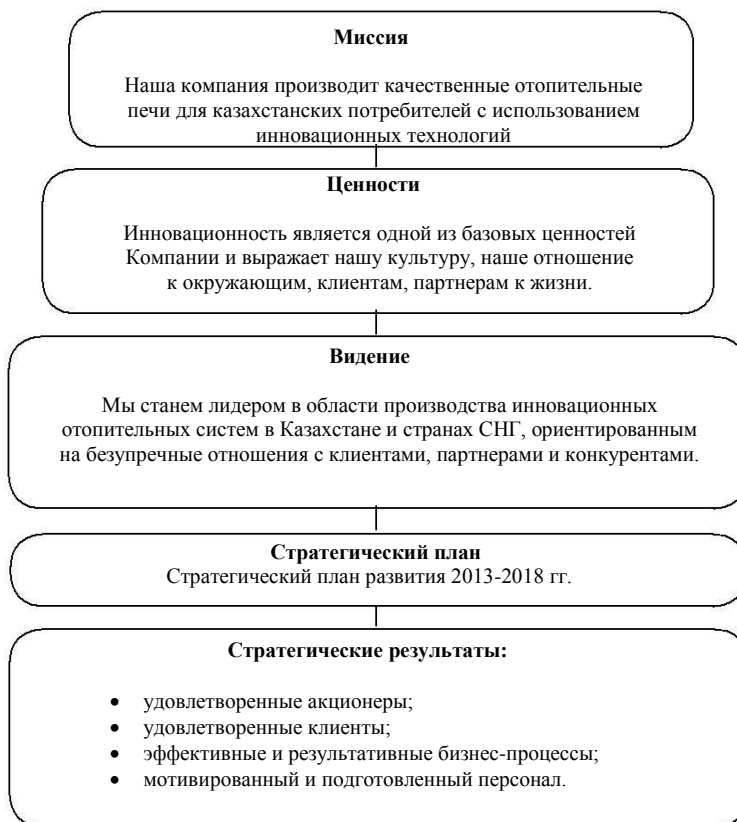 Миссия
Наша компания производит качественные отопительные
печи для казахстанских потребителей с использованием
инновационных технологий
Ценности
Инновационность является одной из базовых ценностей
Компании и выражает нашу культуру, наше отношение
к окружающим, клиентам, партнерам к жизни.
Видение
Мы станем лидером в области производства инновационных
отопительных систем в Казахстане и странах СНГ, ориентированным
на безупречные отношения с клиентами, партнерами и конкурентами.
Стратегический план
Стратегический план развития 2013-2018 гг.
Стратегические результаты:
• удовлетворенные акционеры;
• удовлетворенные клиенты;
• эффективные и результативные бизнес-процессы;
• мотивированный и подготовленный персонал.